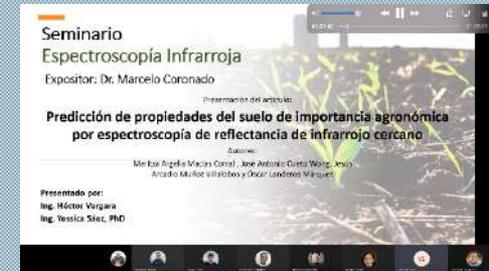 Seminario
Espectroscopía Infrarroja
Expositor: Dr. Marcelo Coronado
Presentación del artículo:
Predicción de propiedades del suelo de importancia agronómica
por espectroscopía de reflectancia de infrarrojo cercano
Autores:
Maritza Argelia Macías Corral, José Antonio Cueto Wong, Jesús
Arcadio Muñoz Villalobos y Óscar Landeros Márquez
Presentado por:
Ing. Héctor Vergara
Ing. Yessica Sáez, PhD